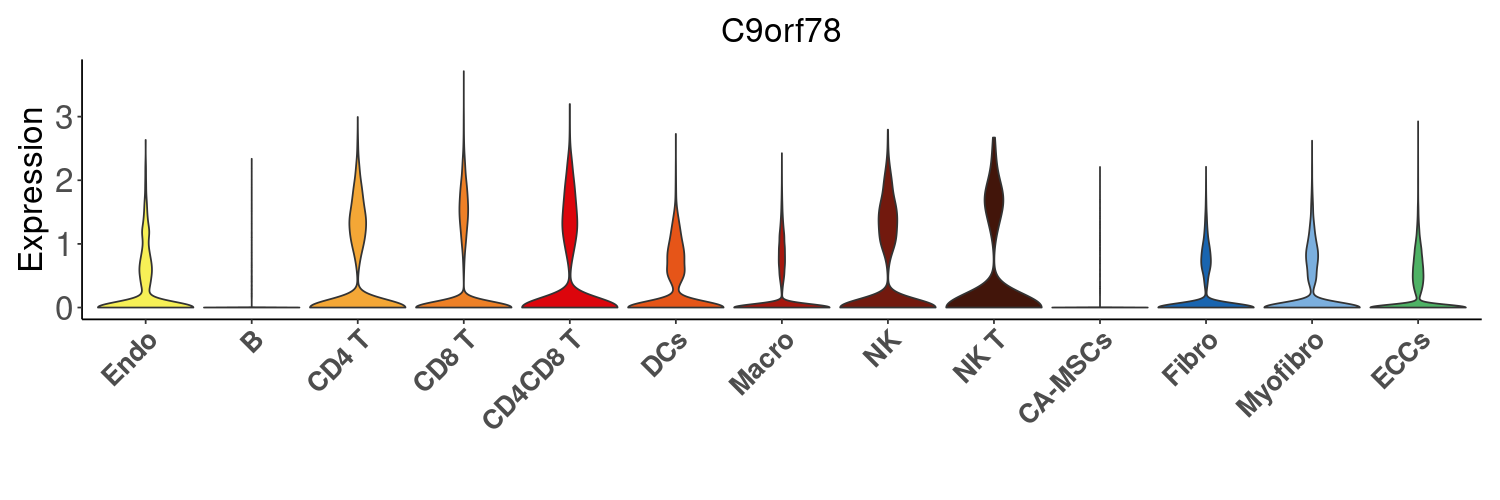 C9orf78
Expression
3
2
1
0
Endo
B
CD4 T
CD8 T
CD4CD8 T
DCs
Macro
NK
NK T
CA-MSCs
Fibro
Myofibro
ECCs